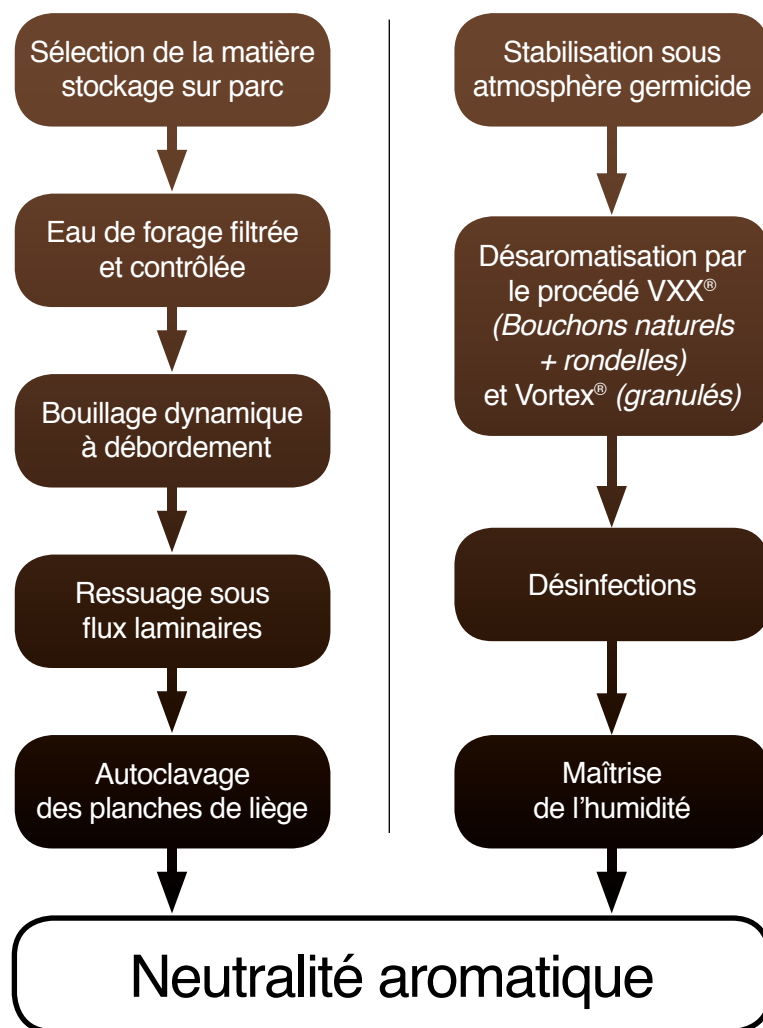 Sélection de la matière
stockage sur parc
Eau de forage filtrée
et contrôlée
Bouillage dynamique
à débordement
Ressuage sous
flux laminaires
Autoclavage
des planches de liège
Stabilisation sous
atmosphère germicide
Désaromatisation par
le procédé VXX®
(Bouchons naturels
+ rondelles)
et Vortex® (granulés)
Désinfections
Maîtrise
de l’humidité
Neutralité aromatique